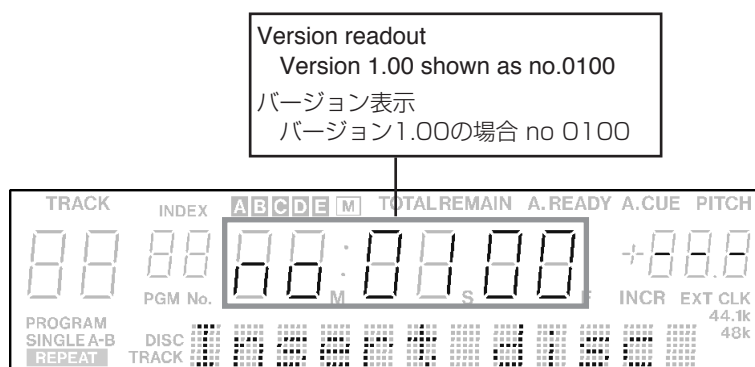 Version readout
Version 1.00 shown as no.0100
バージョン表示
バージョン1.00の場合 no 0100
TRACK INDEX A B C D E M TOTAL REMAIN A.READY A.CUE PITCH
no 0100
PGM No. M S F INCR EXT CLK
44.1k
48k
PROGRAM
SINGLE A-B
REPEAT
DISC
TRACK
Insert disc